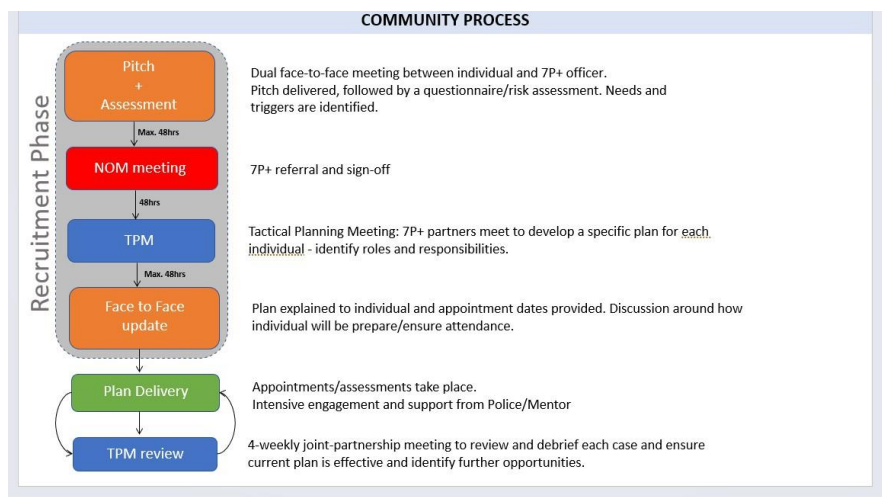 COMMUNITY PROCESS
Recruitment Phase
Pitch
+
Assessment
Dual face-to-face meeting between individual and 7P+ officer.
Pitch delivered, followed by a questionnaire/risk assessment. Needs and
triggers are identified.
Max. 48hrs
NOM meeting
7P+ referral and sign-off
48hrs
TPM
Tactical Planning Meeting: 7P+ partners meet to develop a specific plan for each
individual - identify roles and responsibilities.
Max. 48hrs
Face to Face
update
Plan explained to individual and appointment dates provided. Discussion around how
individual will be prepare/ensure attendance.
Plan Delivery
Appointments/assessments take place.
Intensive engagement and support from Police/Mentor
TPM review
4-weekly joint-partnership meeting to review and debrief each case and ensure
current plan is effective and identify further opportunities.